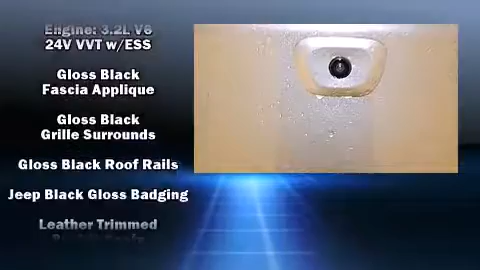 Engine: 3.2L V6
24V VVT w/ESS
Gloss Black
Fascia Applique
Gloss Black
Grille Surrounds
Gloss Black Roof Rails
Jeep Black Gloss Badging
Leather Trimmed